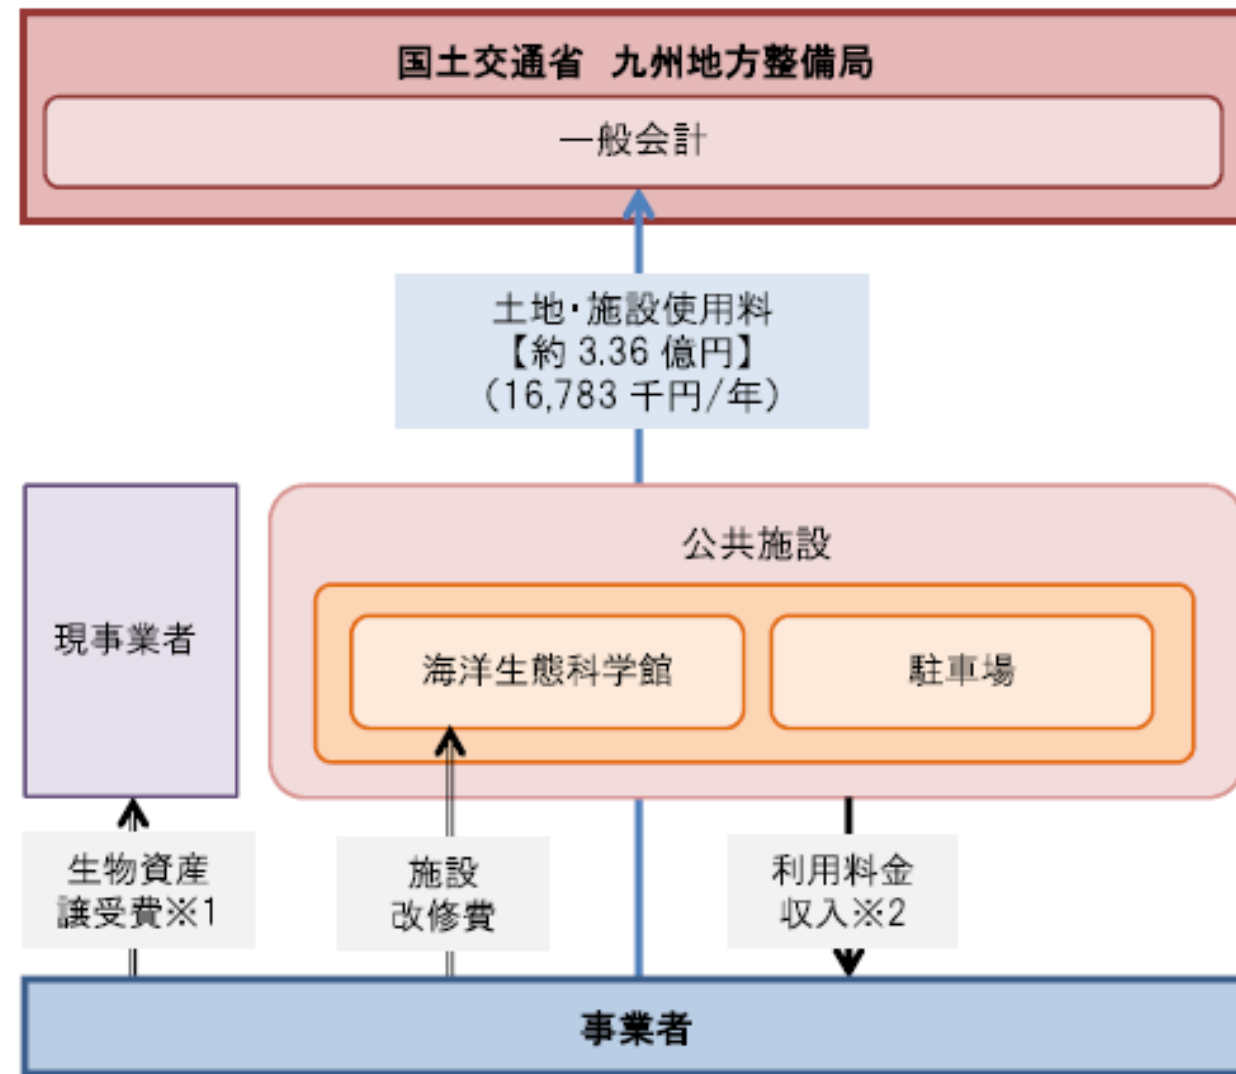 国土交通省 九州地方整備局
一般会計
土地・施設使用料
【約 3.36 億円】
（16,783 千円/年）
公共施設
現事業者
海洋生態科学館
駐車場
生物資産
譲受費※1
施設
改修費
利用料金
収入※2
事業者